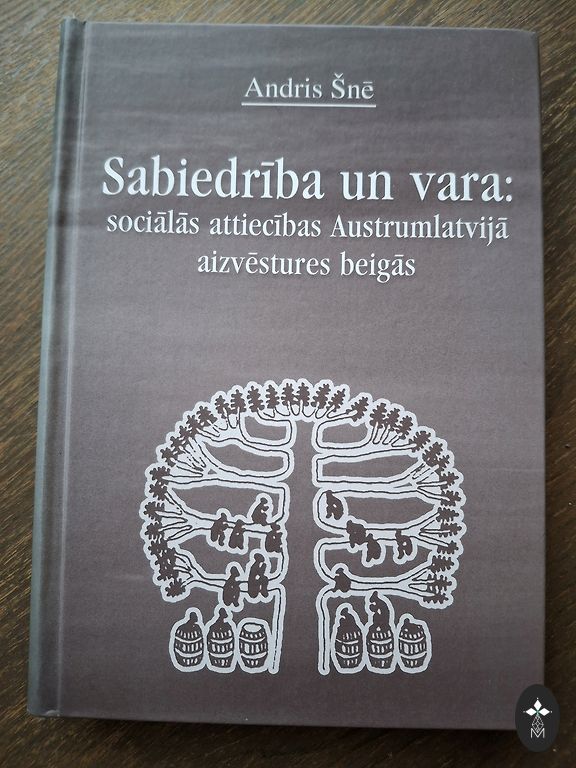 Andris Šnē
Sabiedrība un vara:
sociālās attiecības Austrumlatvijā
aizvēstures beigās
M